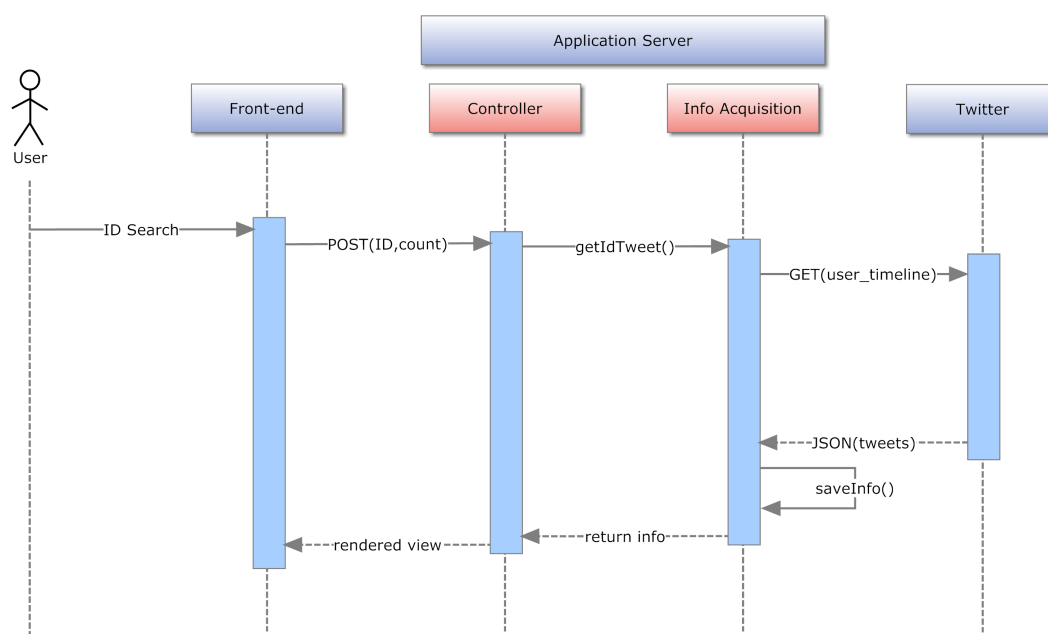 Application Server
Front-end
Controller
Info Acquisition
Twitter
User
ID Search
POST(ID,count)
getIdTweet()
GET(user_timeline)
JSON(tweets)
saveInfo()
return info
rendered view